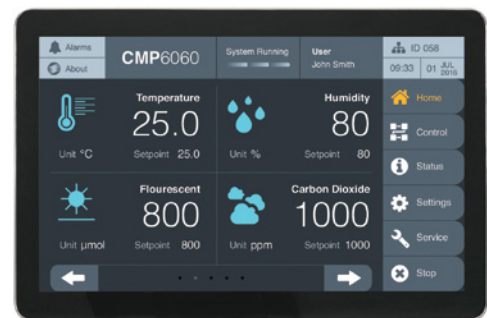 Alarms
About
CMP6060
System Running
User
John Smith
ID 058
09:33 01 JUL 2016
Temperature
25.0
Unit °C Setpoint 25.0
Humidity
80
Unit % Setpoint 80
Flourescent
800
Unit µmol Setpoint 800
Carbon Dioxide
1000
Unit ppm Setpoint 1000
Home
Control
Status
Settings
Service
Stop